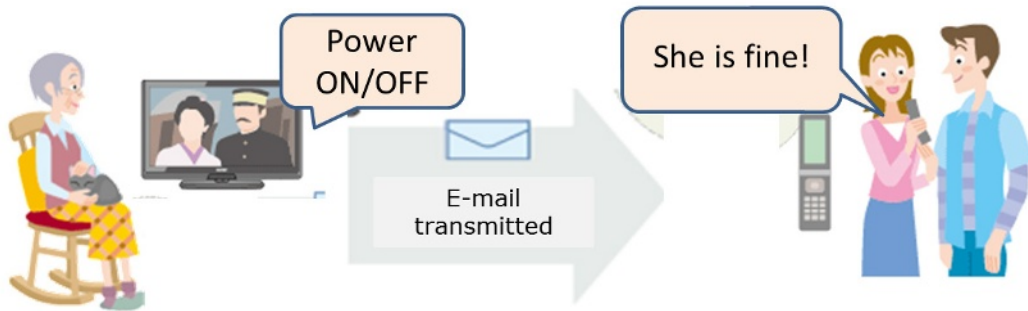 Power
ON/OFF
She is fine!
E-mail
transmitted